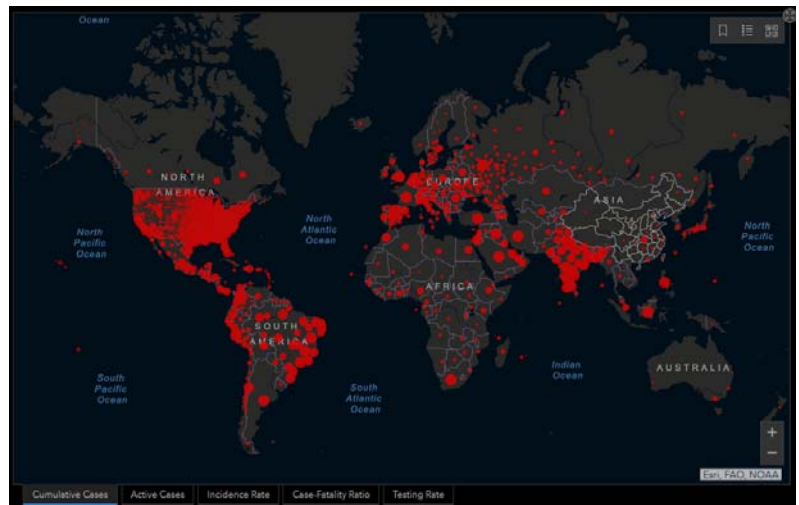 Ocean
NORTH
AMERICA
EUROPE
ASIA
North
Pacific
Ocean
North
Atlantic
Ocean
North
Pacific
Ocean
AFRICA
SOUTH
AMERICA
Indian
Ocean
AUSTRALIA
South
Pacific
Ocean
South
Atlantic
Ocean
+
−
Esri, FAO, NOAA
Cumulative Cases
Active Cases
Incidence Rate
Case-Fatality Ratio
Testing Rate